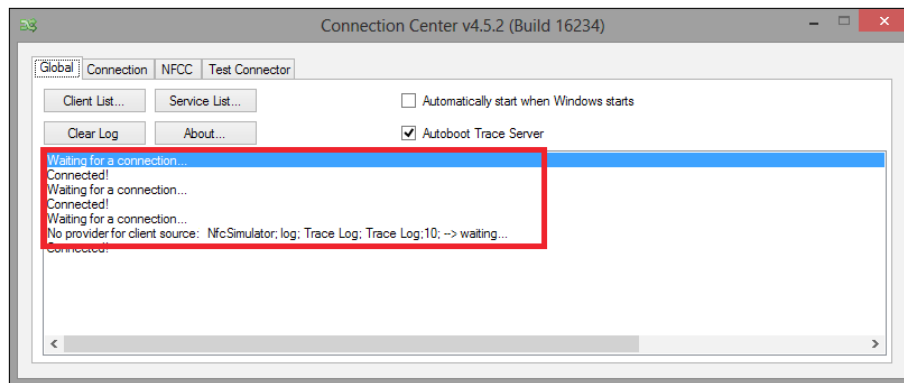 Connection Center v4.5.2 (Build 16234)
Global Connection NFCC Test Connector
Client List... Service List... Automatically start when Windows starts
Clear Log About... Autoboot Trace Server
Waiting for a connection...
Connected!
Waiting for a connection...
Connected!
Waiting for a connection...
No provider for client source: NfcSimulator; log; Trace Log; Trace Log;10; --> waiting...
Connected!